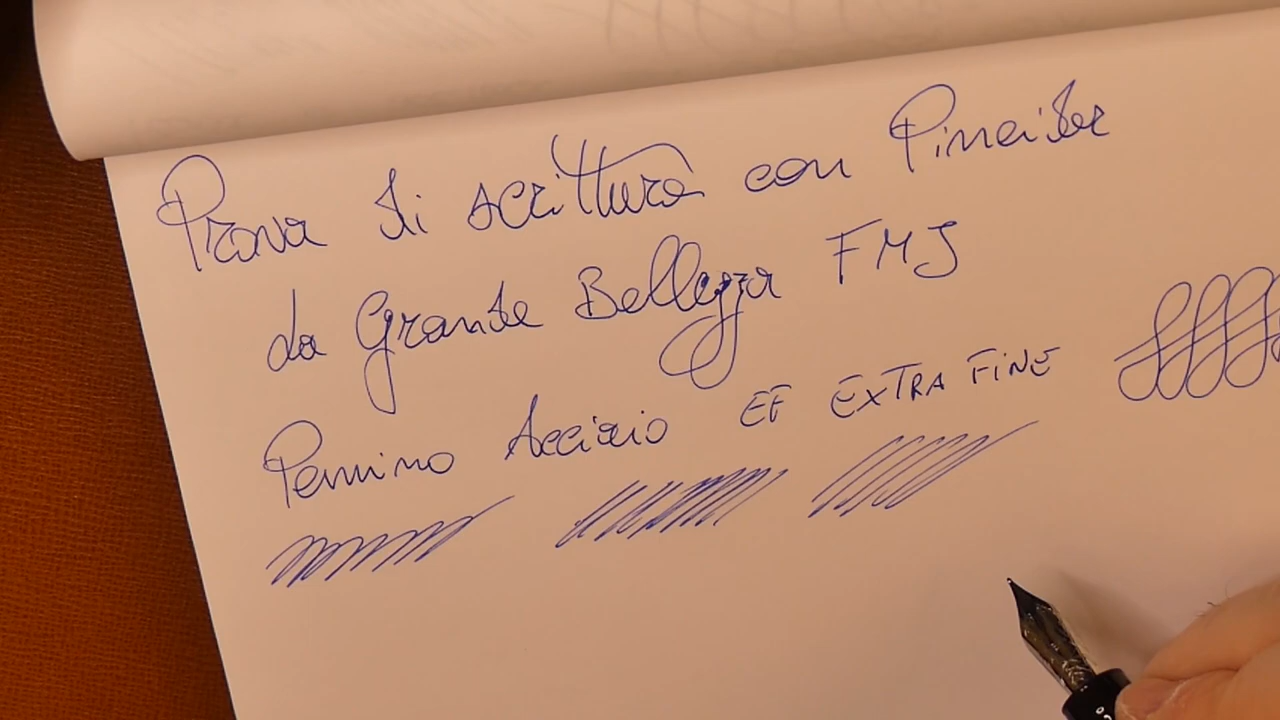 Prova di scrittura con Pineider
La Grande Bellezza FMJ
Pennino Acciaio EF EXTRA FINE